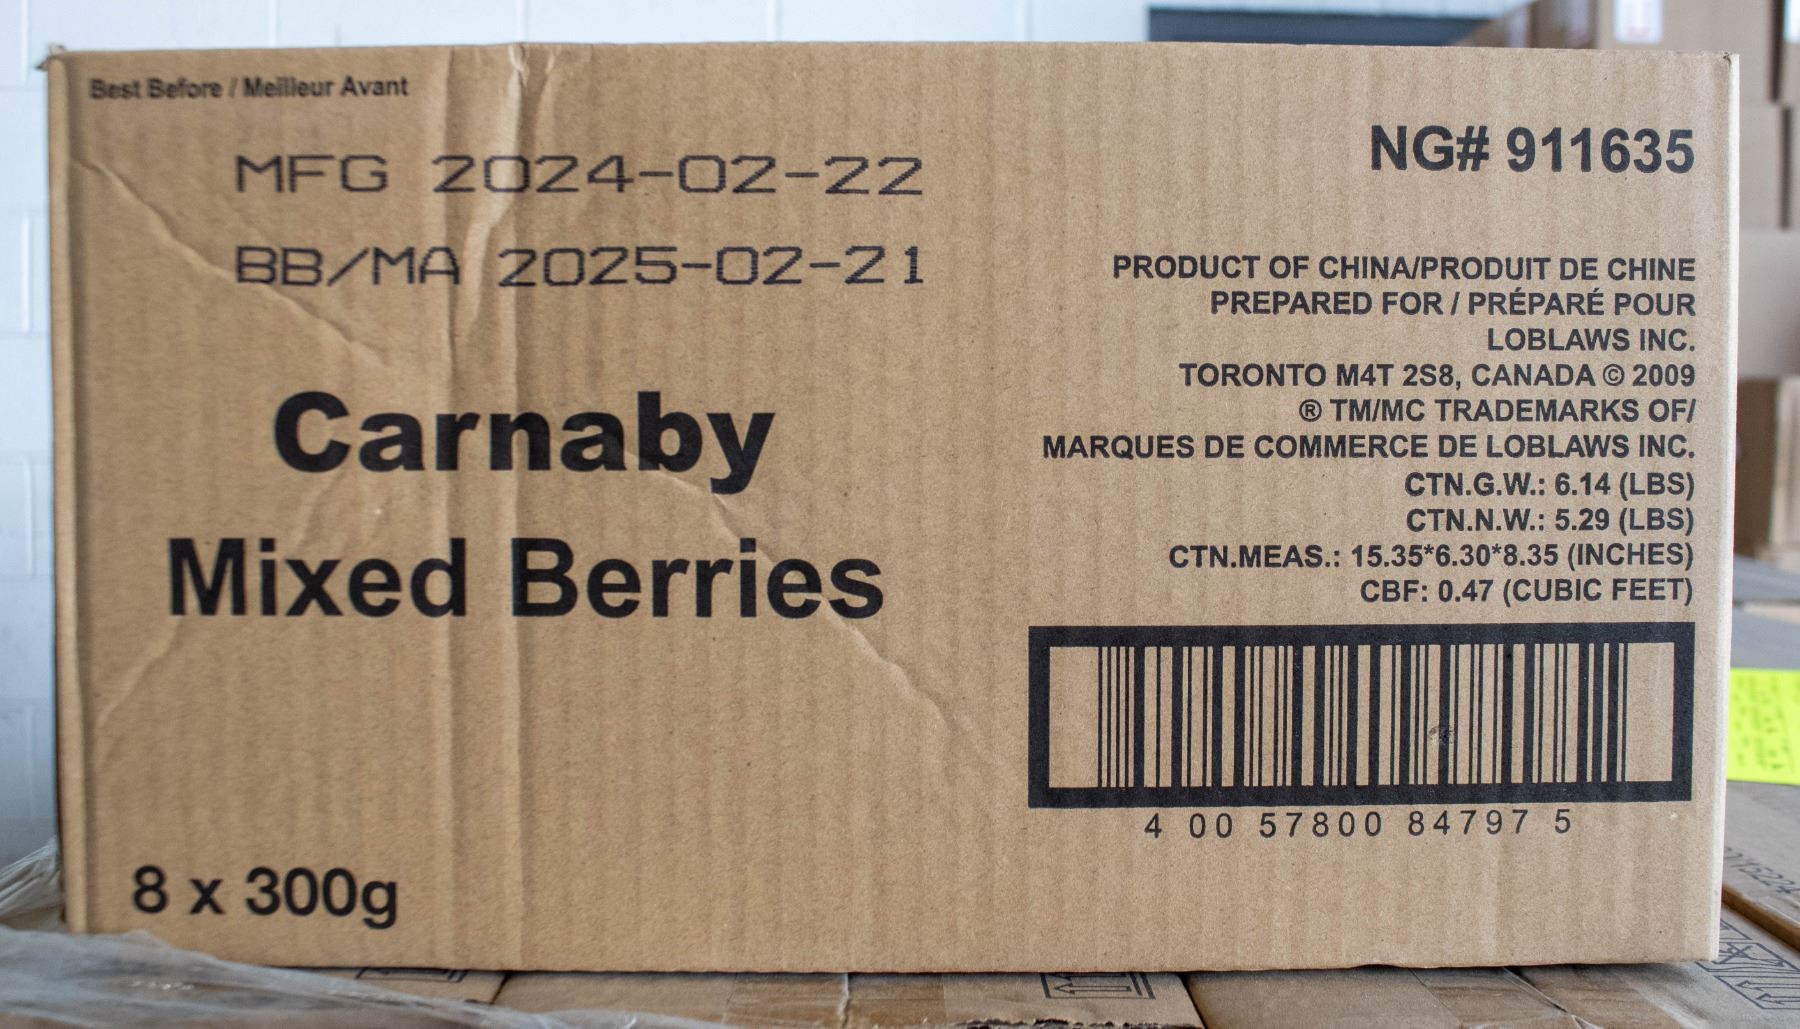 Best Before / Meilleur Avant
MFG 2024-02-22
BB/MA 2025-02-21
Carnaby
Mixed Berries
8 x 300g
NG# 911635
PRODUCT OF CHINA/PRODUIT DE CHINE
PREPARED FOR / PRÉPARÉ POUR
LOBLAWS INC.
TORONTO M4T 2S8, CANADA © 2009
® TM/MC TRADEMARKS OF/
MARQUES DE COMMERCE DE LOBLAWS INC.
CTN.G.W.: 6.14 (LBS)
CTN.N.W.: 5.29 (LBS)
CTN.MEAS.: 15.35*6.30*8.35 (INCHES)
CBF: 0.47 (CUBIC FEET)
4 00 57800 84797 5